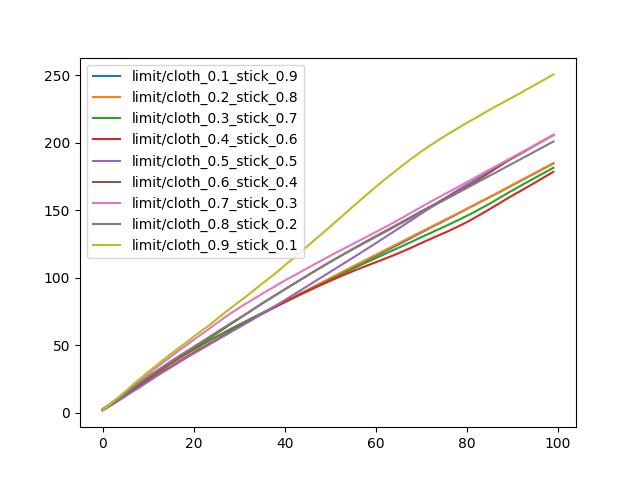 250
200
150
100
50
0
limit/cloth_0.1_stick_0.9
limit/cloth_0.2_stick_0.8
limit/cloth_0.3_stick_0.7
limit/cloth_0.4_stick_0.6
limit/cloth_0.5_stick_0.5
limit/cloth_0.6_stick_0.4
limit/cloth_0.7_stick_0.3
limit/cloth_0.8_stick_0.2
limit/cloth_0.9_stick_0.1
0 20 40 60 80 100